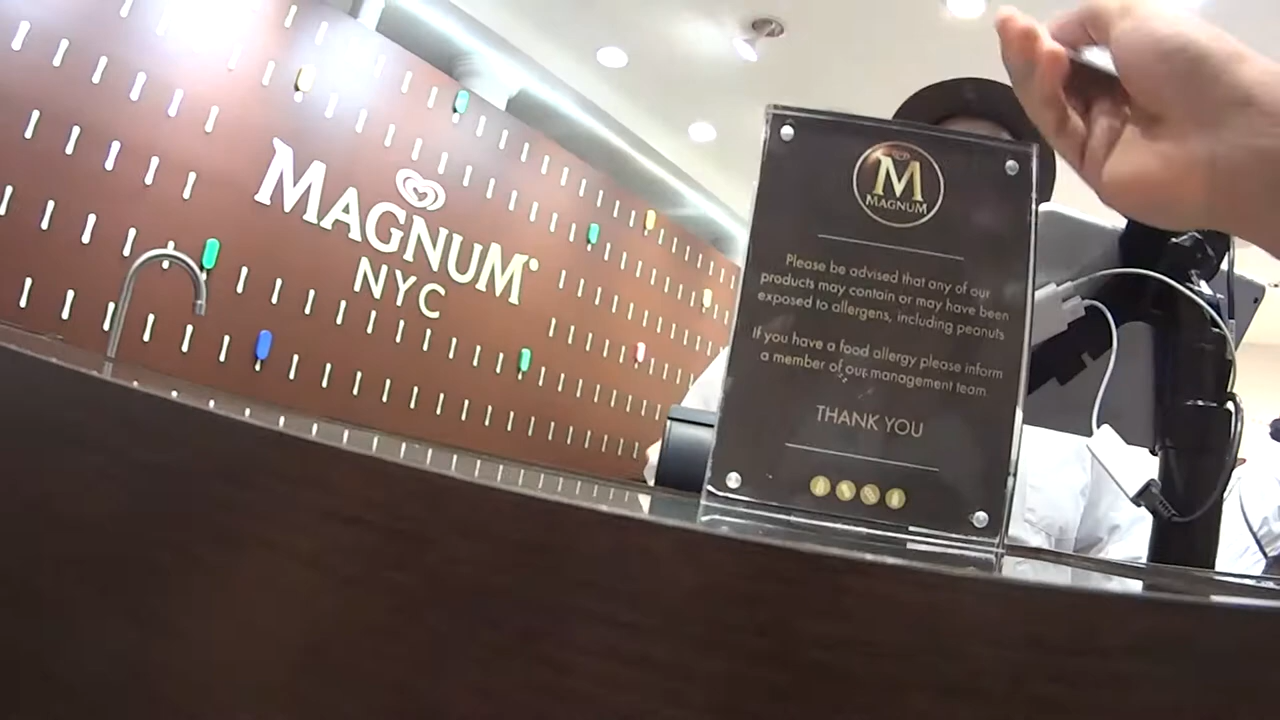 MAGNUM
NYC
M
MAGNUM
Please be advised that any of our
products may contain or may have been
exposed to allergens, including peanuts
If you have a food allergy please inform
a member of our management team.
THANK YOU